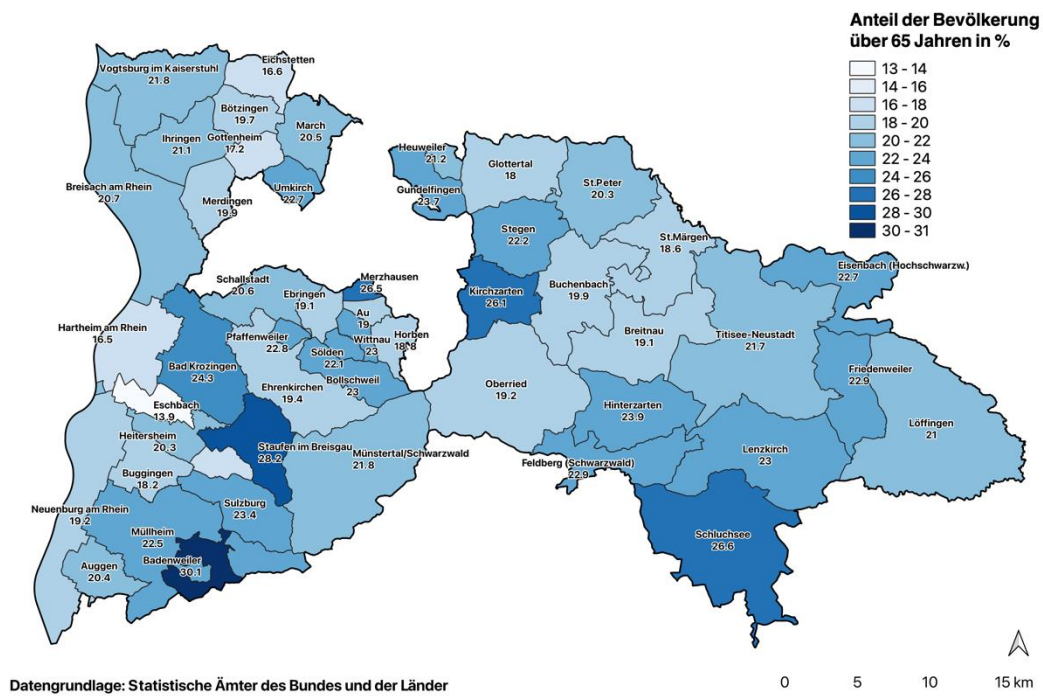 Anteil der Bevölkerung
über 65 Jahren in %
13 - 14
14 - 16
16 - 18
18 - 20
20 - 22
22 - 24
24 - 26
26 - 28
28 - 30
30 - 31
Vogtsburg im Kaiserstuhl
21.8
Eichstetten
16.6
Bötzingen
19.7
March
20.5
Ihringen
21.1
Gottenheim
17.2
Umkirch
22.7
Breisach am Rhein
20.7
Merdingen
19.9
Heuweiler
21.2
Gundelfingen
23.7
Glottertal
18
St.Peter
20.3
Stegen
22.2
St.Märgen
18.6
Eisenbach (Hochschwarzw.)
22.7
Schallstadt
20.6
Ebringen
19.1
Merzhausen
26.5
Kirchzarten
26.1
Buchenbach
19.9
Au
19
Hartheim am Rhein
16.5
Pfaffenweiler
22.8
Wittnau
23
Horben
18.8
Breitnau
19.1
Titisee-Neustadt
21.7
Bad Krozingen
24.3
Sölden
22.1
Bollschweil
23
Friedenweiler
22.9
Ehrenkirchen
19.4
Oberried
19.2
Eschbach
13.9
Hinterzarten
23.9
Löffingen
21
Heitersheim
20.3
Staufen im Breisgau
28.2
Münstertal/Schwarzwald
21.8
Lenzkirch
23
Feldberg (Schwarzwald)
22.9
Buggingen
18.2
Neuenburg am Rhein
19.2
Sulzburg
23.4
Müllheim
22.5
Schluchsee
26.6
Badenweiler
30.1
Auggen
20.4
Datengrundlage: Statistische Ämter des Bundes und der Länder
0 5 10 15 km